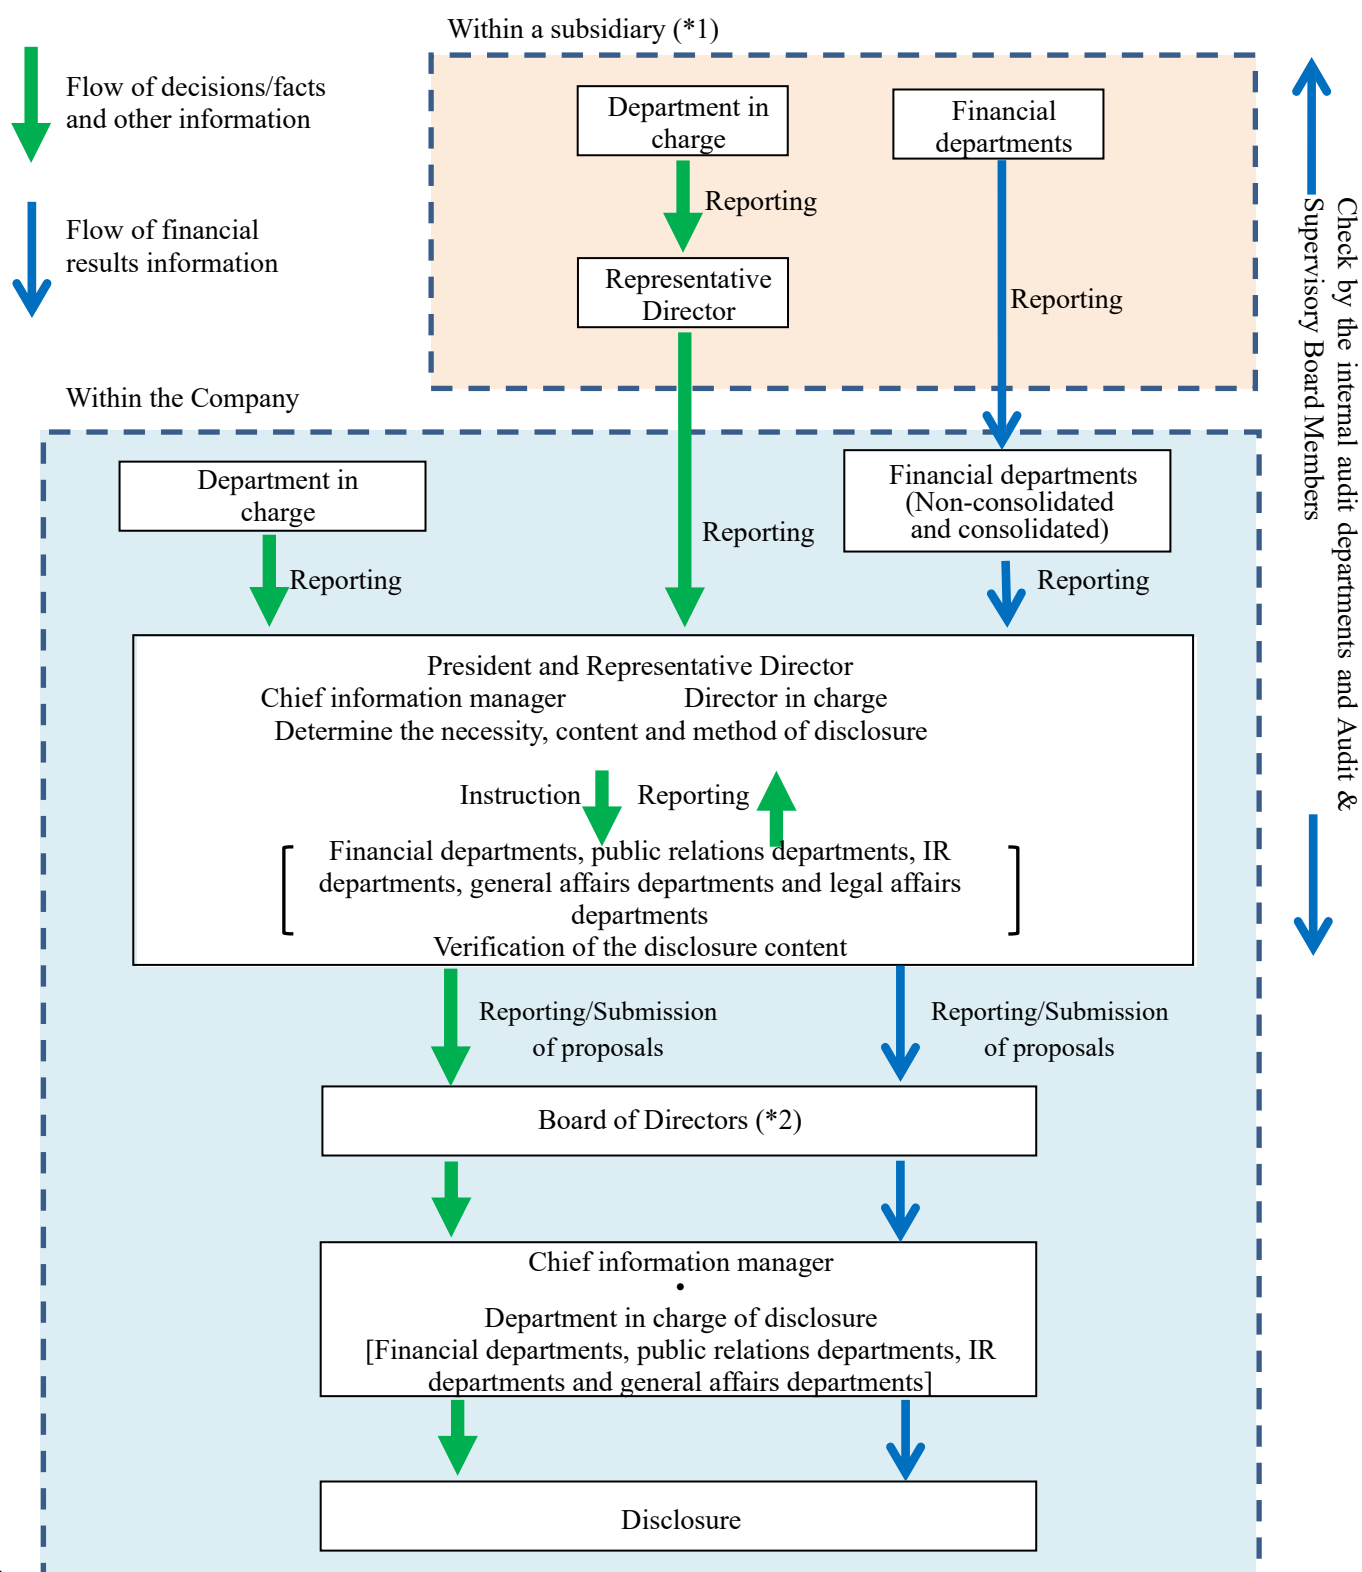 Within a subsidiary (*1)
Flow of decisions/facts
and other information
Department in
charge
Financial
departments
Reporting
Flow of financial
results information
Representative
Director
Reporting
Check by the internal audit departments and Audit &
Supervisory Board Members
Within the Company
Department in
charge
Financial departments
(Non-consolidated
and consolidated)
Reporting
Reporting
Reporting
President and Representative Director
Chief information manager Director in charge
Determine the necessity, content and method of disclosure
Instruction Reporting
Financial departments, public relations departments, IR
departments, general affairs departments and legal affairs
departments
Verification of the disclosure content
Reporting/Submission
of proposals
Reporting/Submission
of proposals
Board of Directors (*2)
Chief information manager
•
Department in charge of disclosure
[Financial departments, public relations departments, IR
departments and general affairs departments]
Disclosure